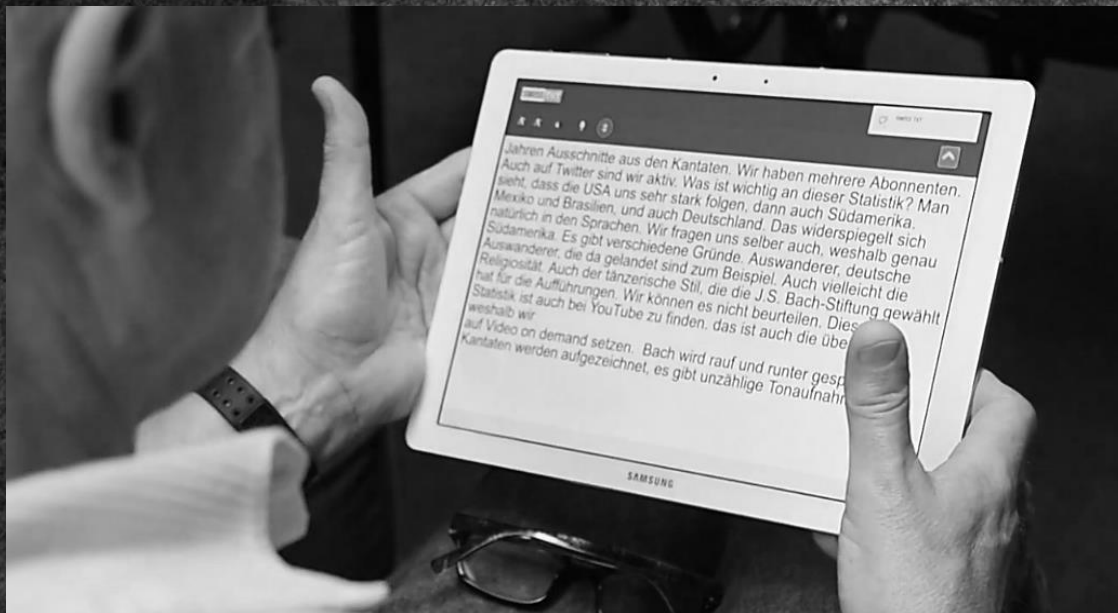 SWISS TXT
SWISS TXT
Jahren Ausschnitte aus den Kantaten. Wir haben mehrere Abonnenten.
Auch auf Twitter sind wir aktiv. Was ist wichtig an dieser Statistik? Man
sieht, dass die USA uns sehr stark folgen, dann auch Südamerika.
Mexiko und Brasilien, und auch Deutschland. Das widerspiegelt sich
natürlich in den Sprachen. Wir fragen uns selber auch, weshalb genau
Südamerika. Es gibt verschiedene Gründe. Auswanderer, deutsche
Auswanderer, die da gelandet sind zum Beispiel. Auch vielleicht die
Religiosität. Auch der tänzerische Stil, die die J.S. Bach-Stiftung gewählt
hat für die Aufführungen. Wir können es nicht beurteilen. Dies
Statistik ist auch bei YouTube zu finden. das ist auch die übe
weshalb wir
auf Video on demand setzen. Bach wird rauf und runter gesp
Kantaten werden aufgezeichnet, es gibt unzählige Tonaufnahr
SAMSUNG